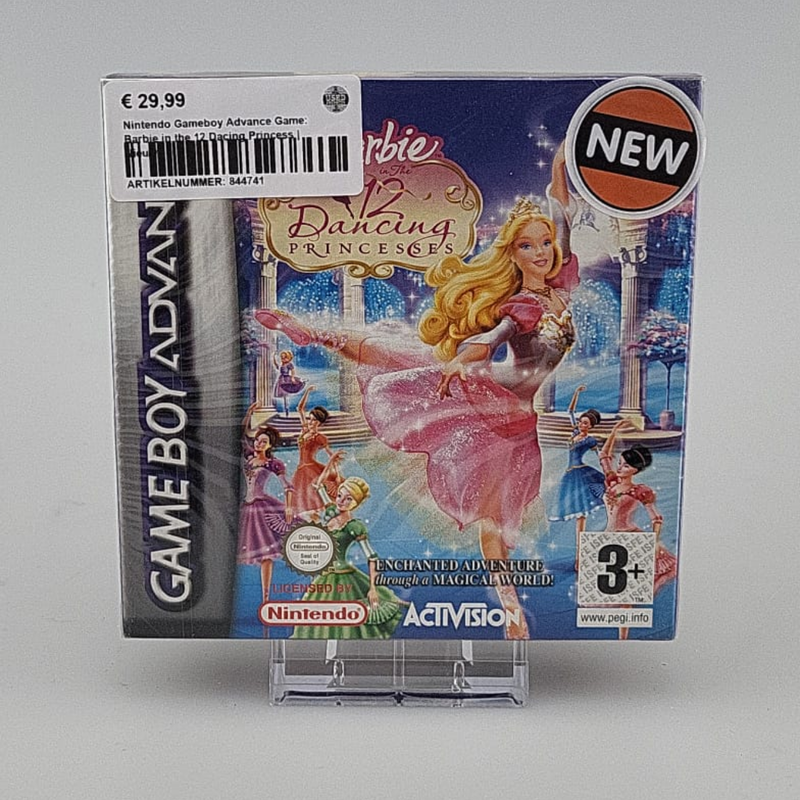 € 29,99
Nintendo Gameboy Advance Game:
Barbie in the 12 Dacing Princess |
ARTIKELNUMMER: 844741
NEW
rbie
in The
12
Dancing
PRINCESSES
GAME BOY ADVAN
Original
Nintendo
Seal of
Quality
LICENSED BY
Nintendo
ENCHANTED ADVENTURE
through a MAGICAL WORLD!
ACTIVISION
3+
TM
www.pegi.info